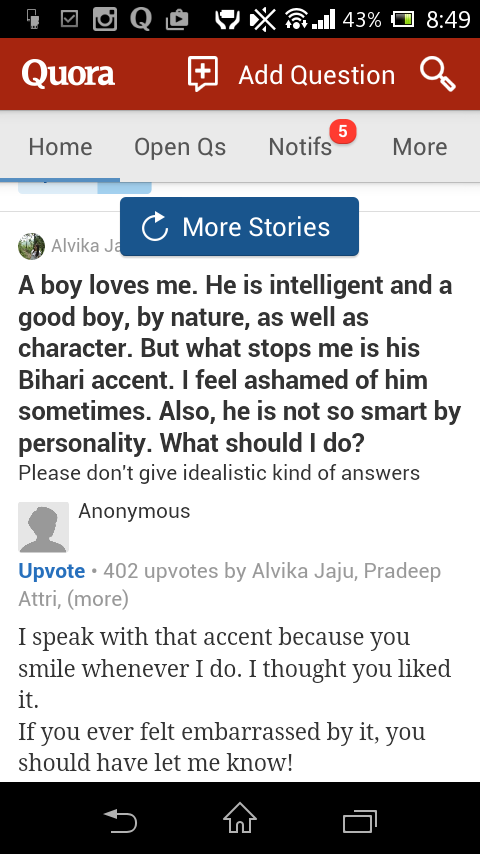 43% 8:49
Quora Add Question
Home Open Qs Notifs 5 More
More Stories
Alvika
A boy loves me. He is intelligent and a
good boy, by nature, as well as
character. But what stops me is his
Bihari accent. I feel ashamed of him
sometimes. Also, he is not so smart by
personality. What should I do?
Please don't give idealistic kind of answers
Anonymous
Upvote • 402 upvotes by Alvika Jaju, Pradeep
Attri, (more)
I speak with that accent because you
smile whenever I do. I thought you liked
it.
If you ever felt embarrassed by it, you
should have let me know!